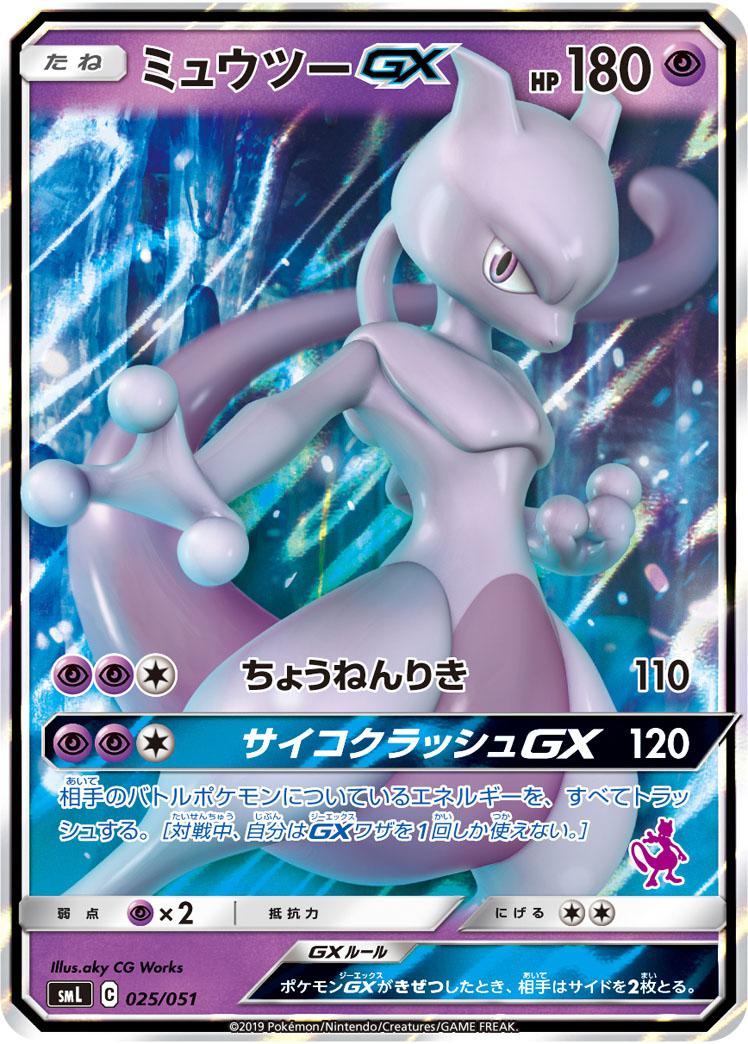 たね ミュウツーGX HP 180
ちょうねんりき 110
サイコクラッシュGX 120
相手のバトルポケモンについているエネルギーを、すべてトラッ
シュする。[対戦中、自分はGXワザを1回しか使えない。]
弱点 ×2 抵抗力 にげる
Illus.aky CG Works
GXルール
ポケモンGXがきぜつしたとき、相手はサイドを2枚とる。
SML C 025/051
©2019 Pokémon/Nintendo/Creatures/GAME FREAK.